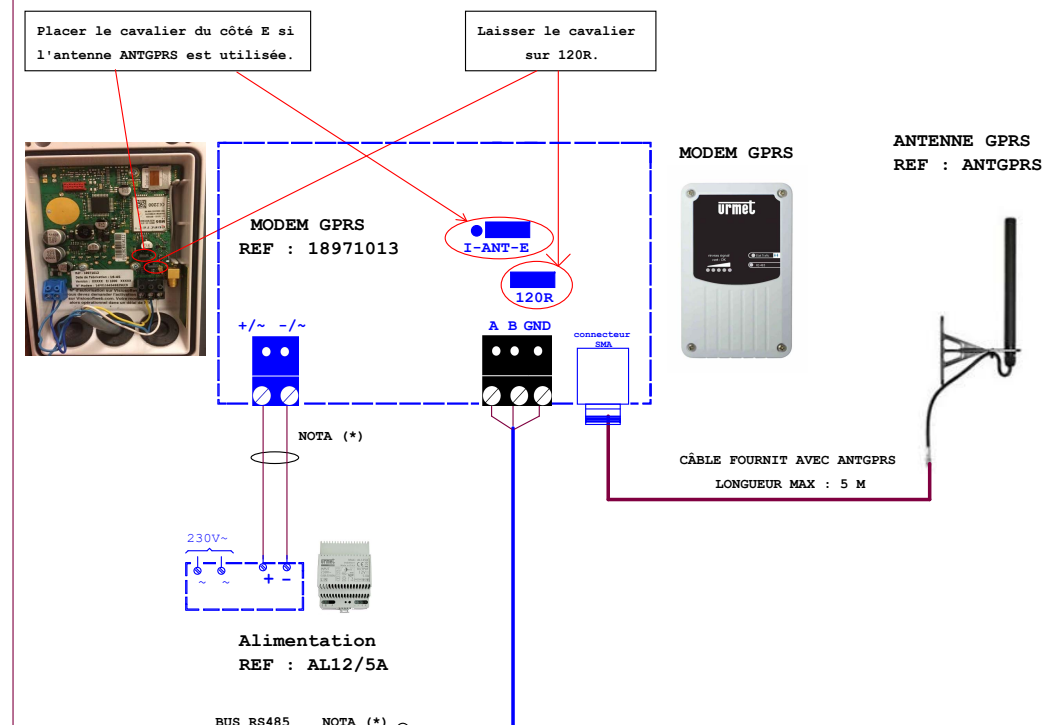 Placer le cavalier du côté E si
l'antenne ANTGPRS est utilisée.
Laisser le cavalier
sur 120R.
MODEM GPRS
REF : 18971013
I-ANT-E
120R
+/~ -/~
A B GND
connecteur
SMA
MODEM GPRS
urmet
ANTENNE GPRS
REF : ANTGPRS
NOTA (*)
CÂBLE FOURNIT AVEC ANTGPRS
LONGUEUR MAX : 5 M
230V~
~ ~ + -
Alimentation
REF : AL12/5A
BUS RS485 NOTA (*)